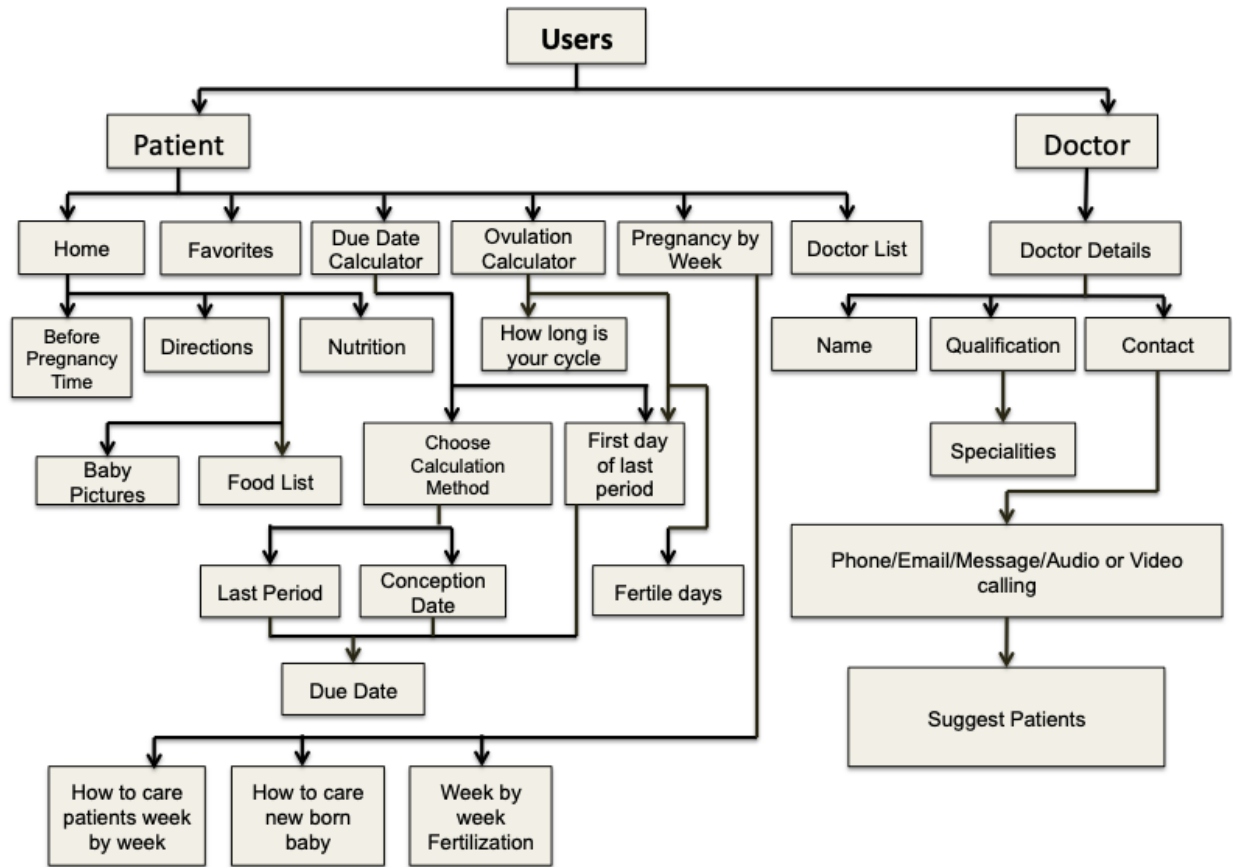 Users
Patient
Doctor
Home
Favorites
Due Date
Calculator
Ovulation
Calculator
Pregnancy by
Week
Doctor List
Doctor Details
Before
Pregnancy
Time
Directions
Nutrition
How long is
your cycle
Name
Qualification
Contact
Baby
Pictures
Food List
Choose
Calculation
Method
First day
of last
period
Specialities
Last Period
Conception
Date
Fertile days
Phone/Email/Message/Audio or Video
calling
Due Date
Suggest Patients
How to care
patients week
by week
How to care
new born
baby
Week by
week
Fertilization